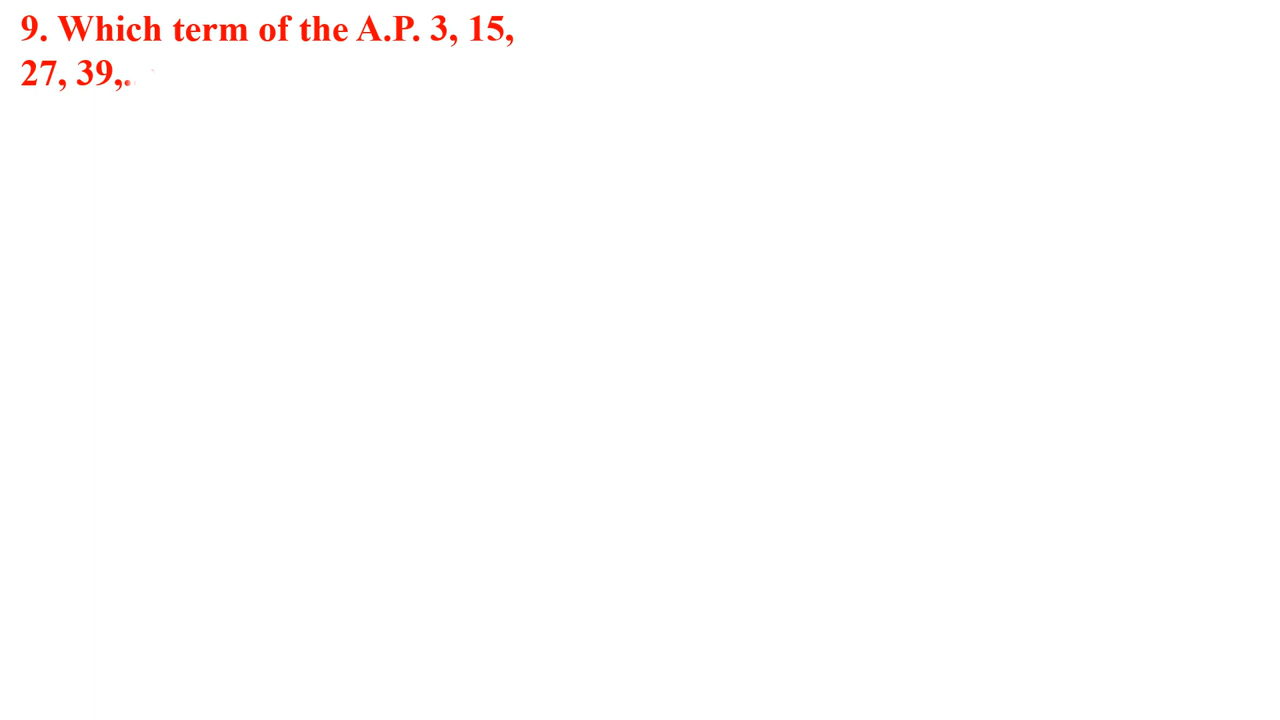 9. Which term of the A.P. 3, 15,
27, 39,.